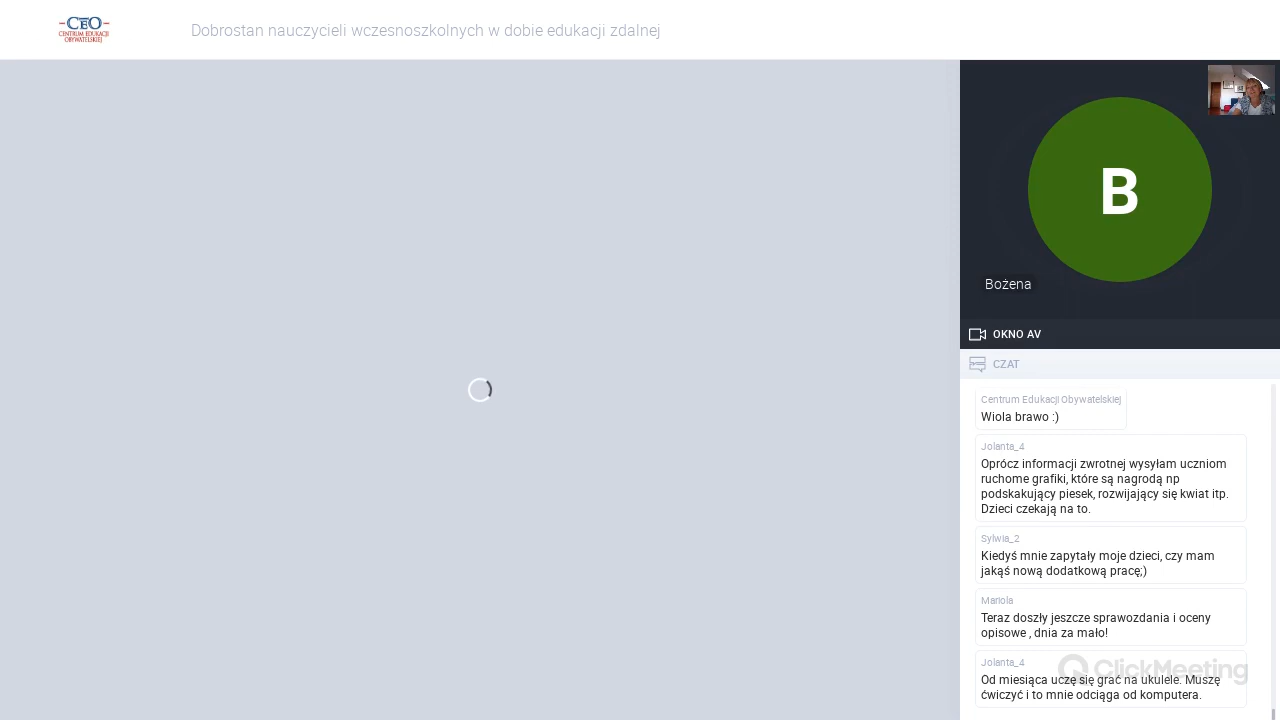 CEO
CENTRUM EDUKACJI
OBYWATELSKIEJ
Dobrostan nauczycieli wczesnoszkolnych w dobie edukacji zdalnej
B
Bożena
OKNO AV
CZAT
Centrum Edukacji Obywatelskiej
Wiola brawo :)
Jolanta_4
Oprócz informacji zwrotnej wysyłam uczniom
ruchome grafiki, które są nagrodą np
podskakujący piesek, rozwijający się kwiat itp.
Dzieci czekają na to.
Sylwia_2
Kiedyś mnie zapytały moje dzieci, czy mam
jakąś nową dodatkową pracę;)
Mariola
Teraz doszły jeszcze sprawozdania i oceny
opisowe , dnia za mało!
Jolanta_4
Od miesiąca uczę się grać na ukulele. Muszę
ćwiczyć i to mnie odciąga od komputera.
ClickMeeting